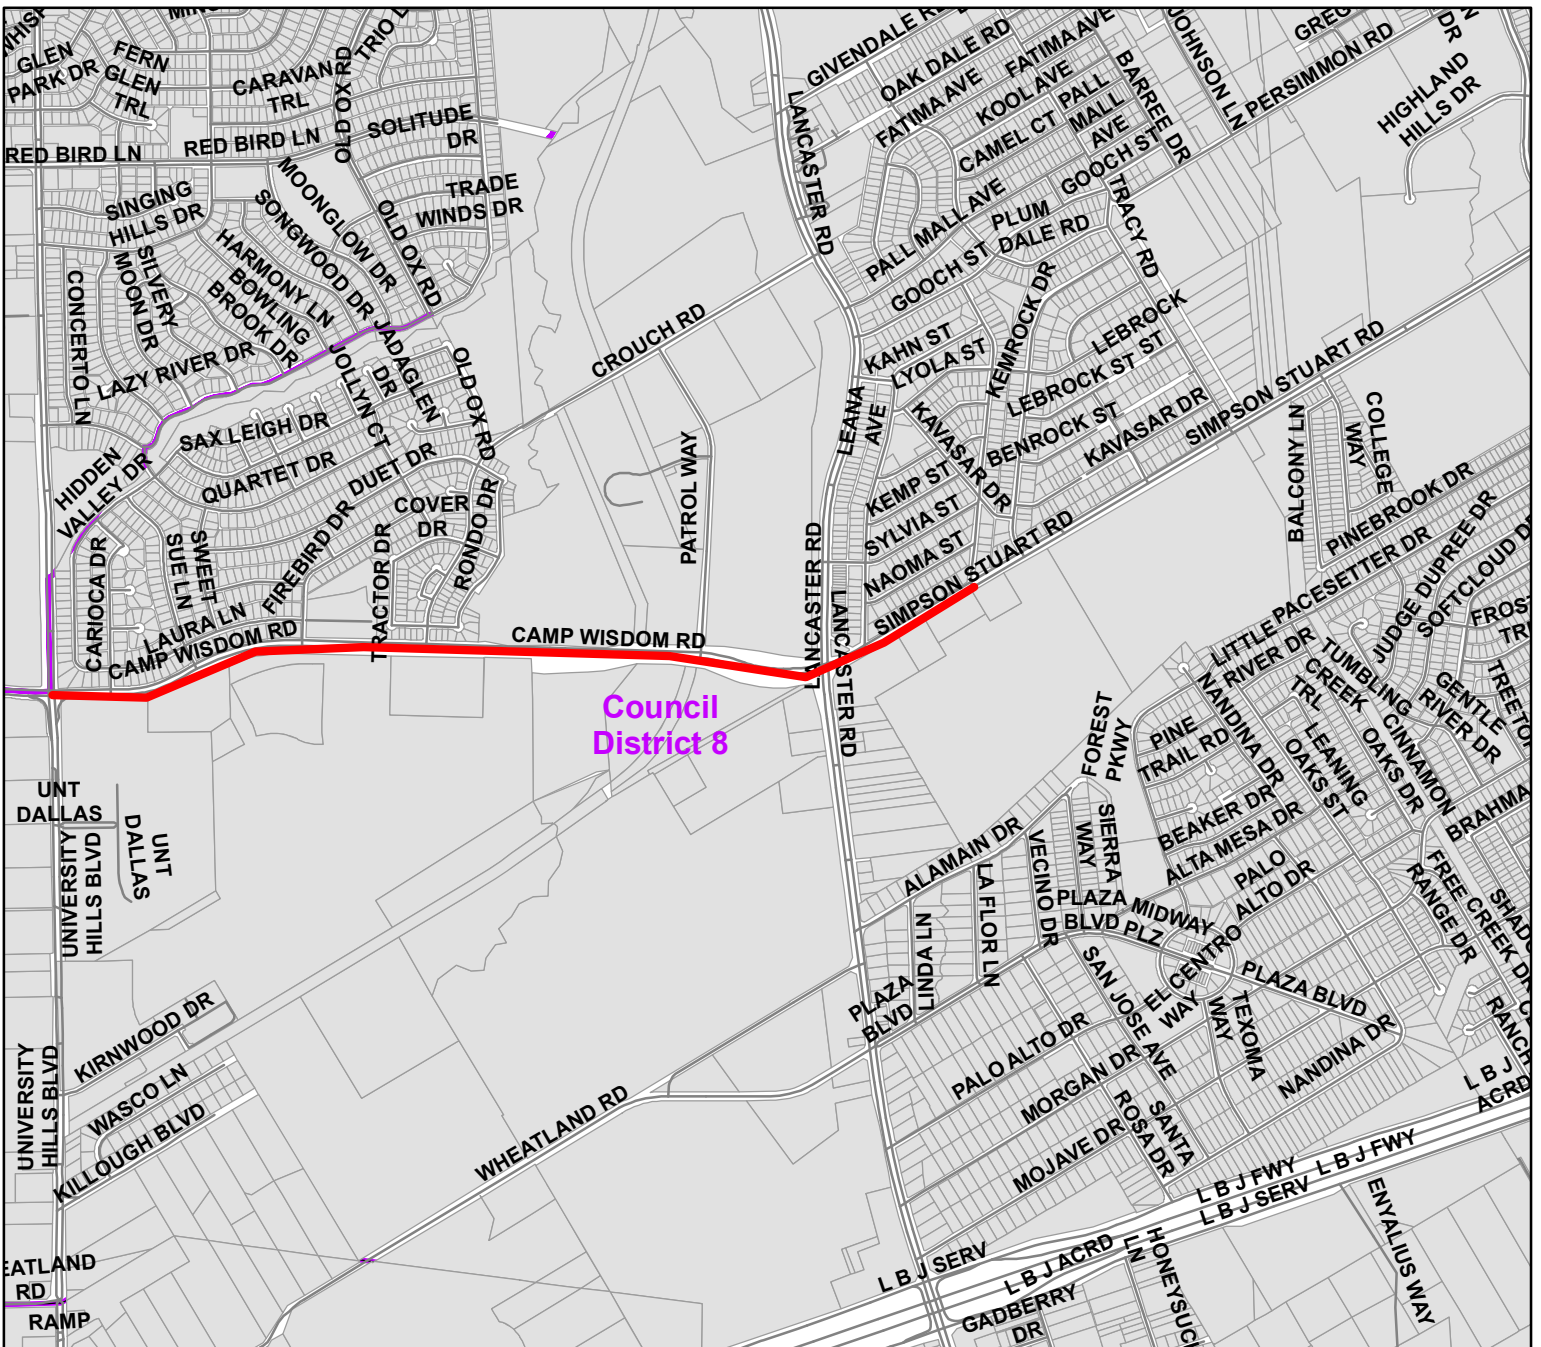 GLEN
PARK DR
FERN
GLEN
TRL
CARAVAN
TRL
OLD OX RD
SOLITUDE
DR
RED BIRD LN
RED BIRD LN
MOONGLOW DR
TRADE
WINDS DR
OLD OX RD
SINGING
HILLS DR
SONGWOOD DR
HARMONY LN
BOWLING
BROOK DR
SILVERY
MOON DR
CONCERTO LN
LAZY RIVER DR
JOLLYN CT
JADAGLEN
DR
OLD OX RD
SAX LEIGH DR
QUARTET DR
DUET DR
HIDDEN
VALLEY DR
COVER
DR
RONDO DR
TRACTOR DR
FIREBIRD DR
SWEET
SUE LN
CARIOCA DR
LAURA LN
CAMP WISDOM RD
CAMP WISDOM RD
CROUCH RD
PATROL WAY
GIVENDALE RD
OAK DALE RD
FATIMA AVE
FATIMA AVE
KOOL AVE
CAMEL CT
PALL
MALL
AVE
BARREE DR
JOHNSON LN
PERSIMMON RD
HIGHLAND
HILLS DR
LANCASTER RD
GOOCH ST
PALL MALL AVE
PLUM
DALE RD
TRACY RD
GOOCH ST
KEMROCK DR
KAHN ST
LYOLA ST
LEBROCK
ST
LEBROCK ST
LEANA
AVE
KAVASAR DR
BENROCK ST
KAVASAR DR
SIMPSON STUART RD
KEMP ST
SYLVIA ST
NAOMA ST
SIMPSON STUART RD
LANCASTER RD
LANCASTER RD
BALCONY LN
COLLEGE
WAY
PINEBROOK DR
PACESETTER DR
JUDGE DUPREE DR
SOFTCLOUD DR
LITTLE
RIVER DR
TUMBLING
CREEK
TRL
GENTLE
RIVER DR
Council
District 8
FOREST
PKWY
PINE
TRAIL RD
NANDINA DR
LEANING
OAKS ST
CINNAMON
OAKS DR
BEAKER DR
ALTA MESA DR
PALO
ALTO DR
FREE CREEK DR
RANGE DR
UNT
DALLAS
UNT
DALLAS
UNIVERSITY
HILLS BLVD
ALAMAIN DR
VECINO DR
SIERRA
WAY
LA FLOR LN
LINDA LN
PLAZA
BLVD
MIDWAY
PLZ
EL CENTRO
WAY
PLAZA BLVD
SAN JOSE AVE
TEXOMA
WAY
NANDINA DR
PLAZA
BLVD
PALO ALTO DR
MORGAN DR
MOJAVE DR
SANTA
ROSA DR
KIRNWOOD DR
WASCO LN
KILLOUGH BLVD
UNIVERSITY
HILLS BLVD
WHEATLAND RD
RD
RAMP
L B J
ACRD
L B J FWY
L B J FWY
L B J SERV
L B J SERV
L B J ACRD
GADBERRY
DR
LN
ENYALIUS WAY